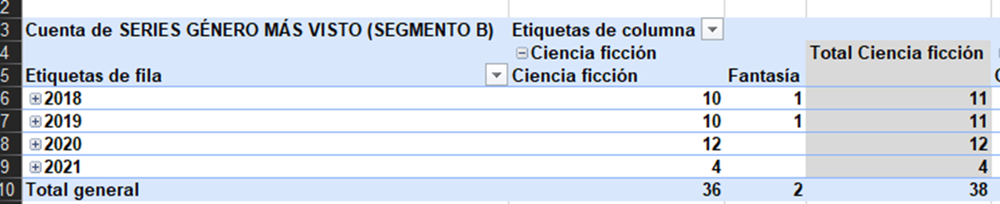 2
3 Cuenta de SERIES GÉNERO MÁS VISTO (SEGMENTO B) Etiquetas de columna
4 Ciencia ficción Total Ciencia ficción
5 Etiquetas de fila Ciencia ficción Fantasía
6 2018 10 1 11
7 2019 10 1 11
8 2020 12 12
9 2021 4 4
10 Total general 36 2 38